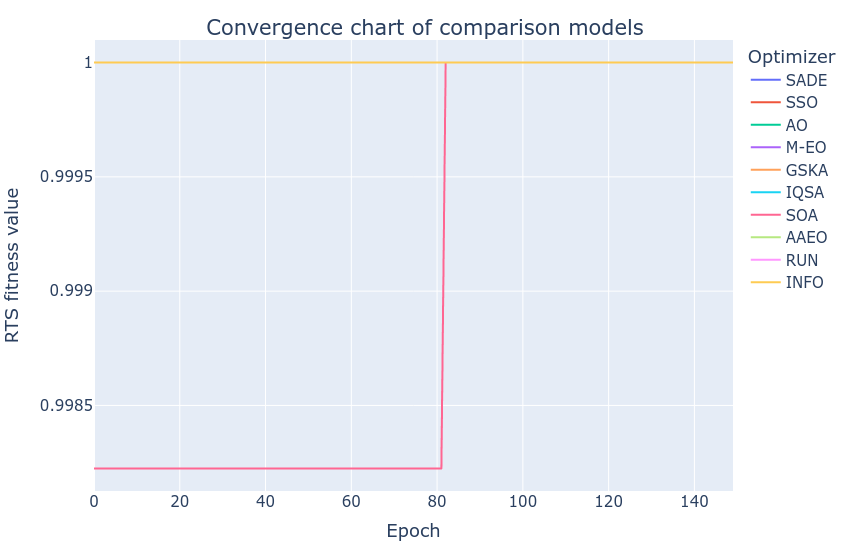 Convergence chart of comparison models
RTS fitness value
1
0.9995
0.999
0.9985
0
20
40
60
80
100
120
140
Epoch
Optimizer
SADE
SSO
AO
M-EO
GSKA
IQSA
SOA
AAEO
RUN
INFO